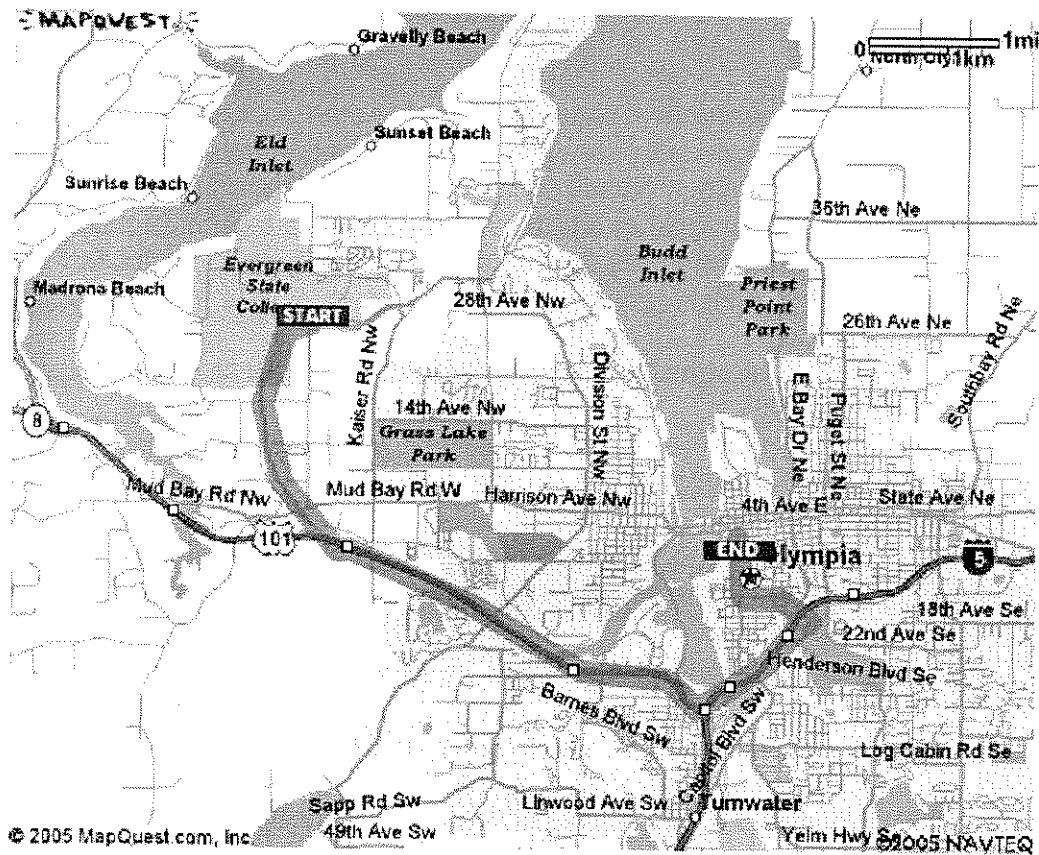 MAPQUEST
Gravelly Beach
0 1mi
North City 1km
Sunset Beach
Eld
Inlet
Sunrise Beach
36th Ave Ne
Budd
Inlet
Evergreen
State
Colle
Madrona Beach
START
28th Ave Nw
Priest
Point
Park
26th Ave Ne
Southbay Rd Ne
Kaiser Rd Nw
Division St Nw
E Bay Dr Ne
Puget St Ne
8
14th Ave Nw
Grass Lake
Park
Mud Bay Rd Nw
Mud Bay Rd W
Harrison Ave Nw
4th Ave E
State Ave Ne
101
END
lympia
5
18th Ave Se
22nd Ave Se
Henderson Blvd Se
Barnes Blvd Sw
Capitol Blvd Sw
Log Cabin Rd Se
Sapp Rd Sw
Linwood Ave Sw
Tumwater
49th Ave Sw
Yelm Hwy Se
© 2005 MapQuest.com, Inc.
©2005 NAVTEQ